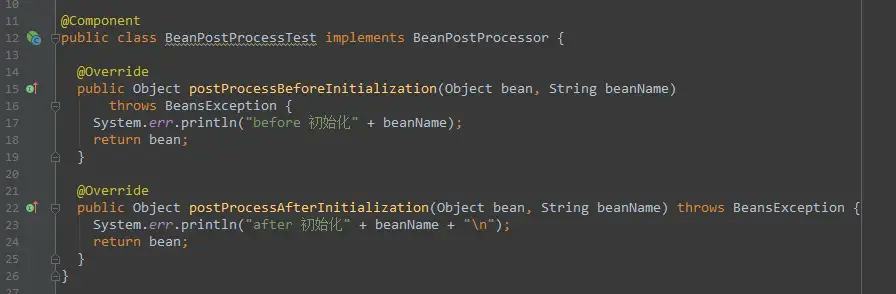 10
11 @Component
12 public class BeanPostProcessTest implements BeanPostProcessor {
13
14 @Override
15 public Object postProcessBeforeInitialization(Object bean, String beanName)
16 throws BeansException {
17 System.err.println("before 初始化" + beanName);
18 return bean;
19 }
20
21 @Override
22 public Object postProcessAfterInitialization(Object bean, String beanName) throws BeansException {
23 System.err.println("after 初始化" + beanName + "\n");
24 return bean;
25 }
26 }
27